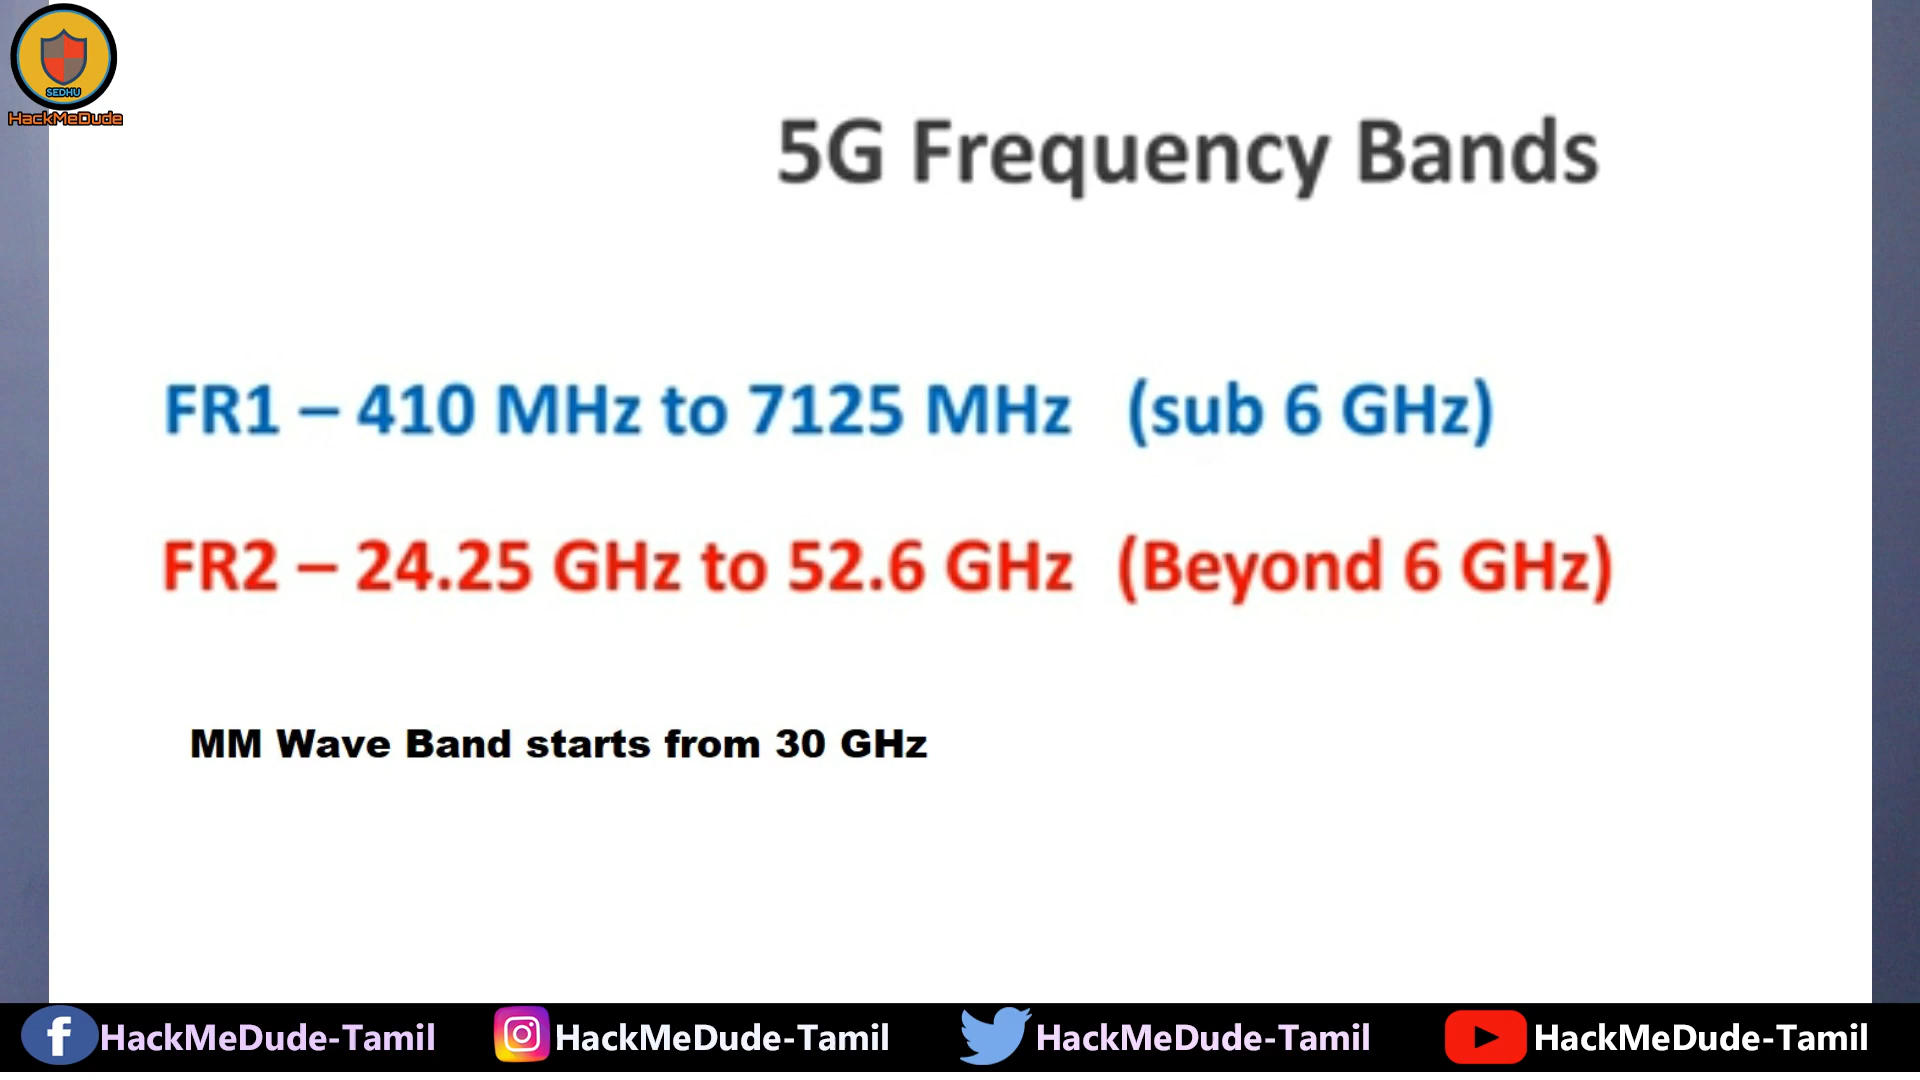 SEDHU
HackMeDude
5G Frequency Bands
FR1 – 410 MHz to 7125 MHz (sub 6 GHz)
FR2 – 24.25 GHz to 52.6 GHz (Beyond 6 GHz)
MM Wave Band starts from 30 GHz
HackMeDude-Tamil HackMeDude-Tamil HackMeDude-Tamil HackMeDude-Tamil